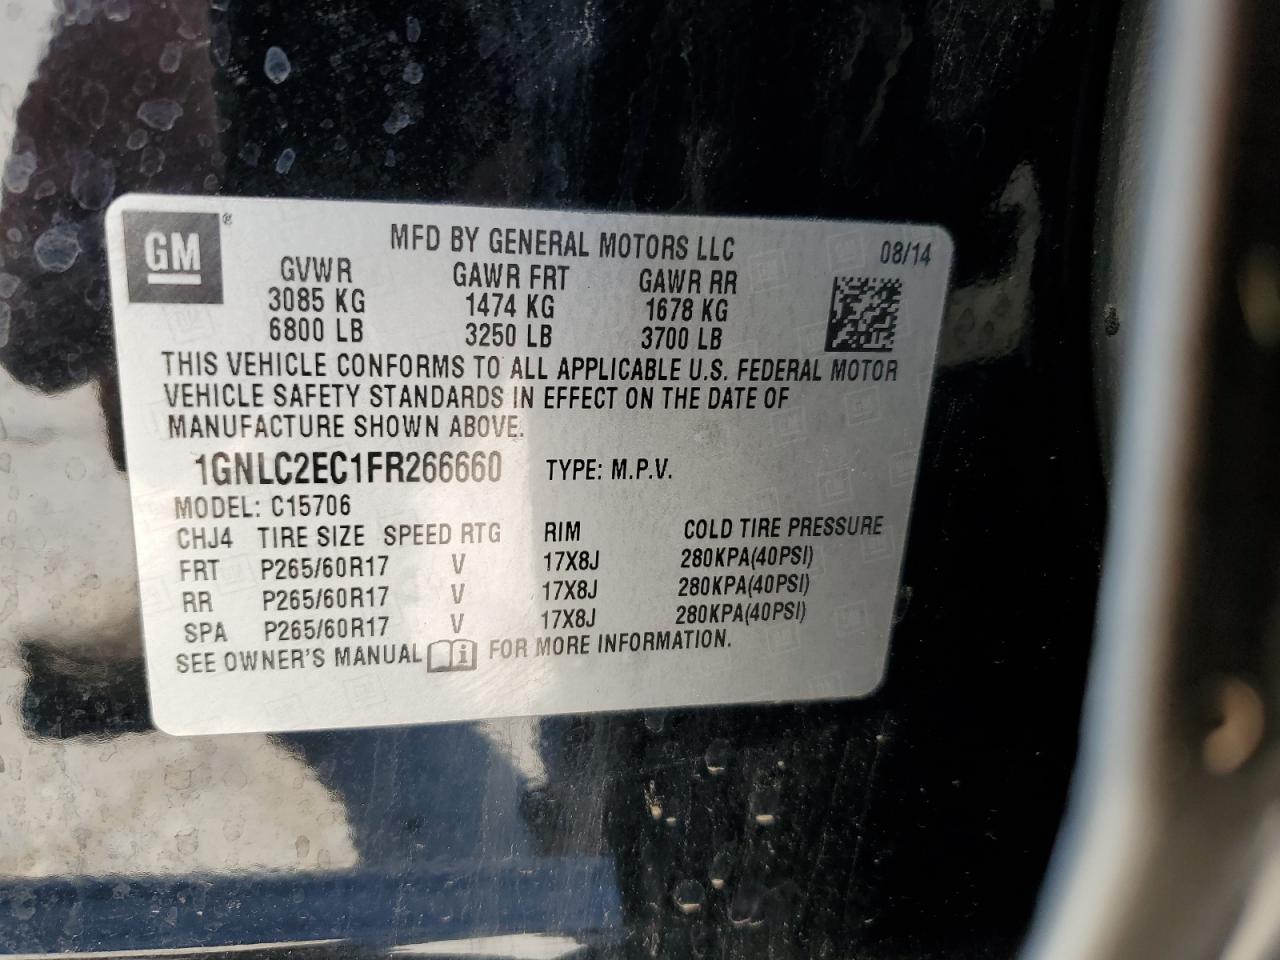 GM ®
MFD BY GENERAL MOTORS LLC 08/14
GVWR GAWR FRT GAWR RR
3085 KG 1474 KG 1678 KG
6800 LB 3250 LB 3700 LB
THIS VEHICLE CONFORMS TO ALL APPLICABLE U.S. FEDERAL MOTOR
VEHICLE SAFETY STANDARDS IN EFFECT ON THE DATE OF
MANUFACTURE SHOWN ABOVE.
1GNLC2EC1FR266660 TYPE: M.P.V.
MODEL: C15706
CHJ4 TIRE SIZE SPEED RTG RIM COLD TIRE PRESSURE
FRT P265/60R17 V 17X8J 280KPA(40PSI)
RR P265/60R17 V 17X8J 280KPA(40PSI)
SPA P265/60R17 V 17X8J 280KPA(40PSI)
SEE OWNER'S MANUAL i FOR MORE INFORMATION.